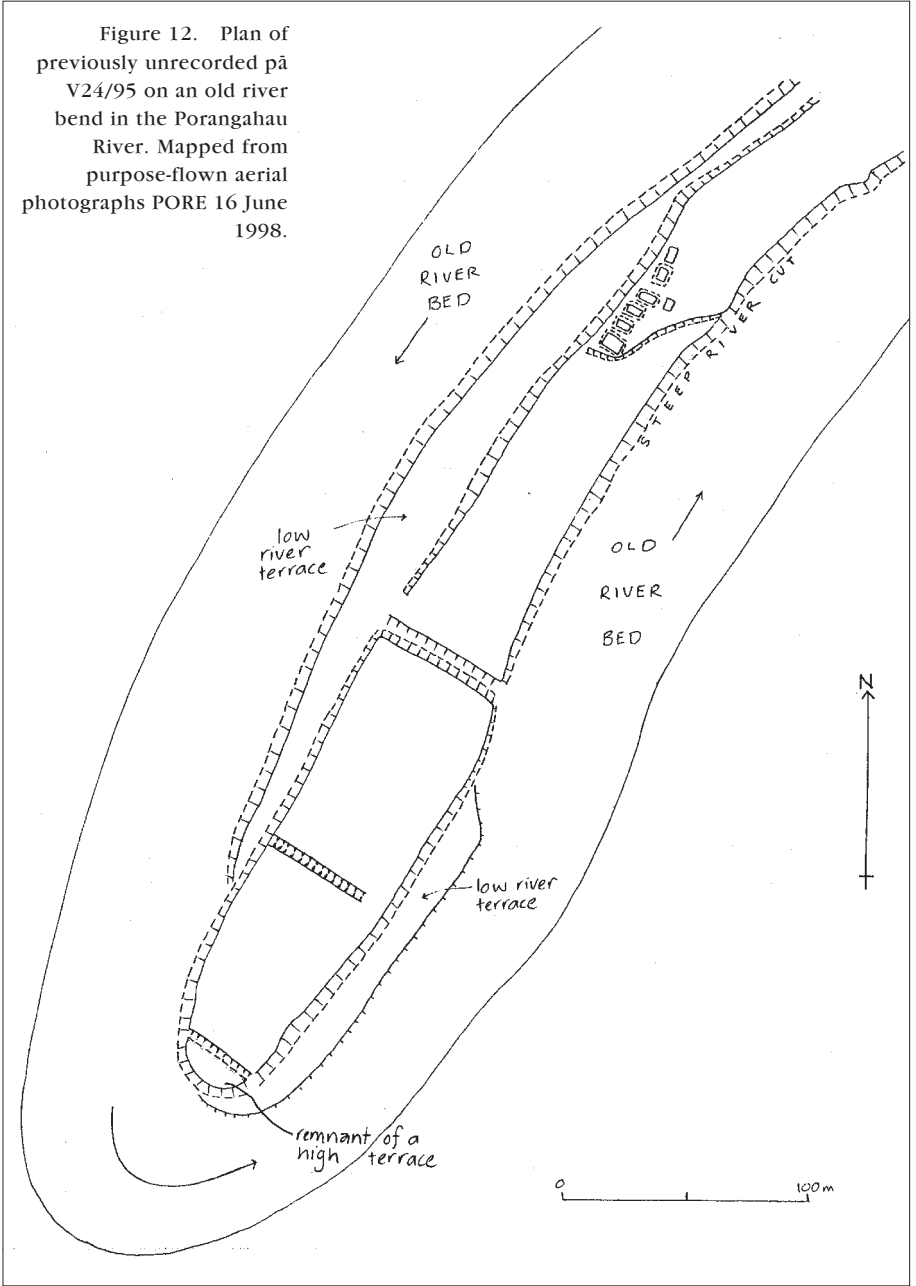 Figure 12. Plan of
previously unrecorded pā
V24/95 on an old river
bend in the Porangahau
River. Mapped from
purpose-flown aerial
photographs PORE 16 June
1998.
OLD
RIVER
BED
STEEP RIVER CUT
low
river
terrace
OLD
RIVER
BED
N
low river
terrace
remnant of a
high terrace
0 100m